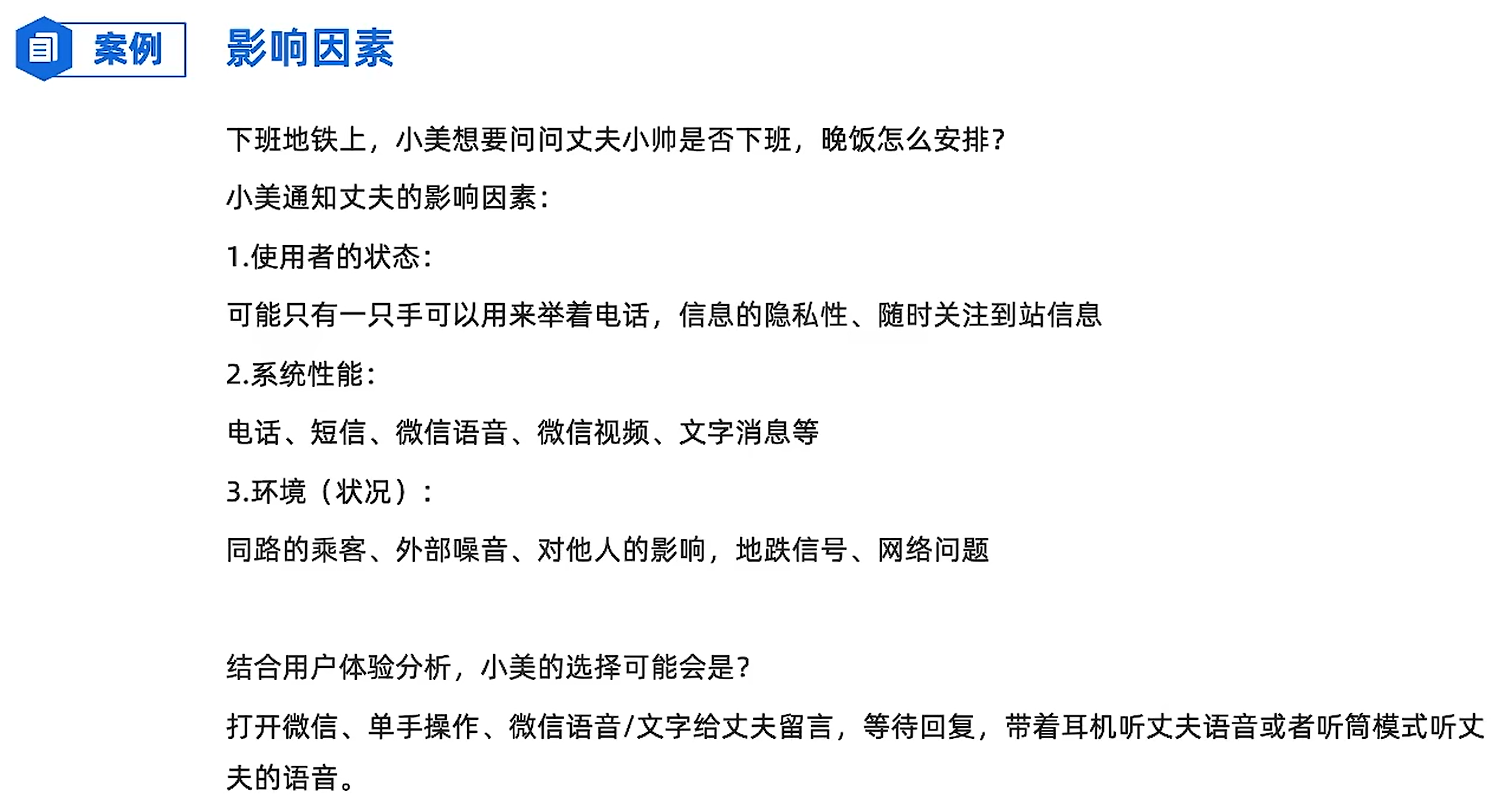 案例
影响因素
下班地铁上，小美想要问问丈夫小帅是否下班，晚饭怎么安排？
小美通知丈夫的影响因素：
1.使用者的状态：
可能只有一只手可以用来举着电话，信息的隐私性、随时关注到站信息
2.系统性能：
电话、短信、微信语音、微信视频、文字消息等
3.环境（状况）：
同路的乘客、外部噪音、对他人的影响，地跌信号、网络问题
结合用户体验分析，小美的选择可能会是？
打开微信、单手操作、微信语音/文字给丈夫留言，等待回复，带着耳机听丈夫语音或者听筒模式听丈
夫的语音。